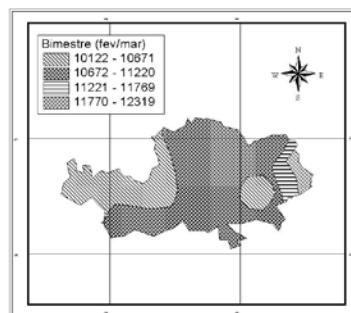 Bimestre (fev/mar)
10122 - 10671
10672 - 11220
11221 - 11769
11770 - 12319
N
W E
S